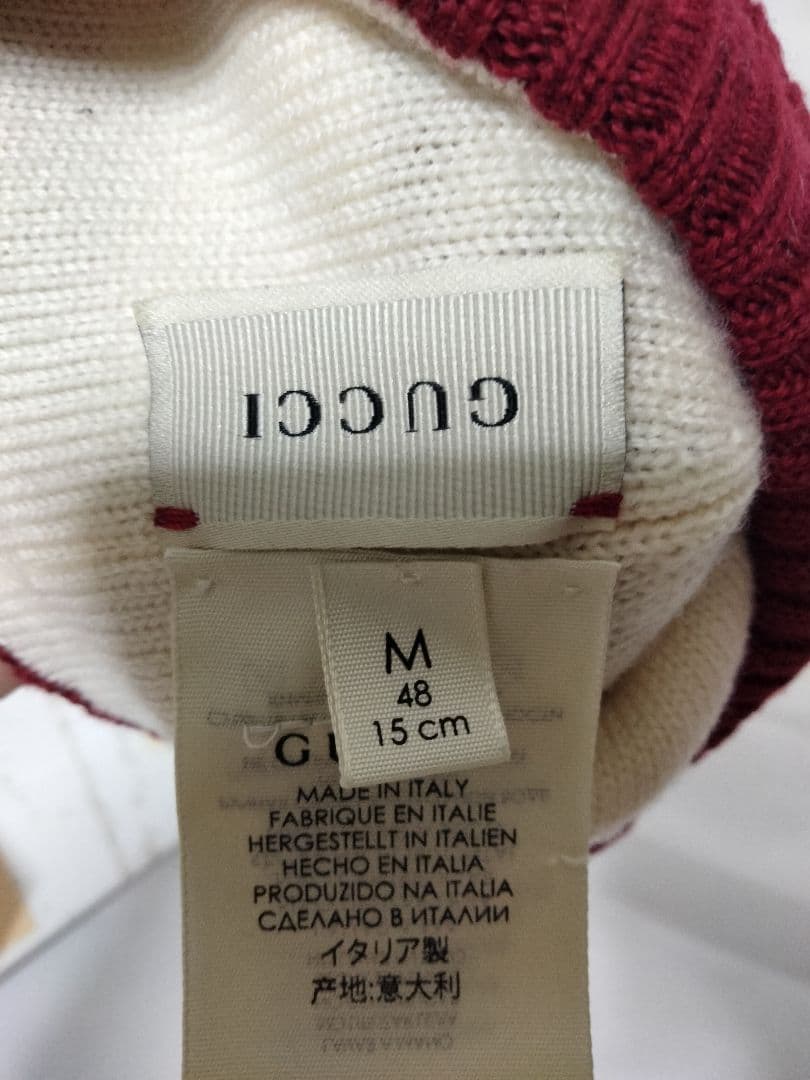 GUCCI
M
48
15 cm
GU
MADE IN ITALY
FABRIQUE EN ITALIE
HERGESTELLT IN ITALIEN
HECHO EN ITALIA
PRODUZIDO NA ITALIA
СДЕЛАНО В ИТАЛИИ
イタリア製
产地:意大利